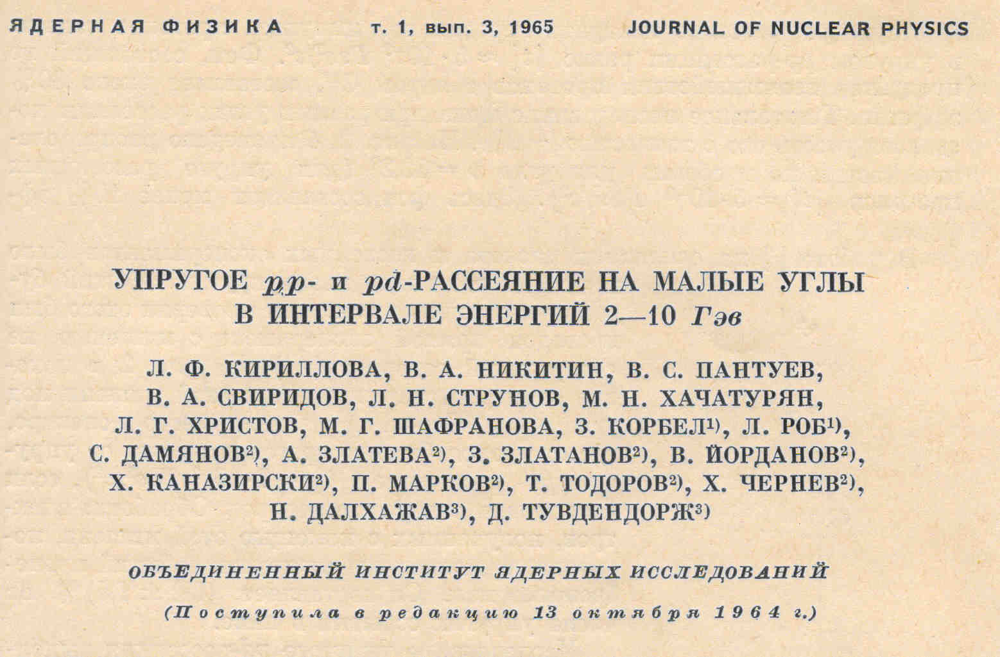 ЯДЕРНАЯ ФИЗИКА т. 1, вып. 3, 1965 JOURNAL OF NUCLEAR PHYSICS
УПРУГОЕ pp- и pd-РАССЕЯНИЕ НА МАЛЫЕ УГЛЫ
В ИНТЕРВАЛЕ ЭНЕРГИЙ 2—10 Гэв
Л. Ф. КИРИЛЛОВА, В. А. НИКИТИН, В. С. ПАНТУЕВ,
В. А. СВИРИДОВ, Л. Н. СТРУНОВ, М. Н. ХАЧАТУРЯН,
Л. Г. ХРИСТОВ, М. Г. ШАФРАНОВА, З. КОРБЕЛ¹), Л. РОБ¹),
С. ДАМЯНОВ²), А. ЗЛАТЕВА²), З. ЗЛАТАНОВ²), В. ЙОРДАНОВ²),
Х. КАНАЗИРСКИ²), П. МАРКОВ²), Т. ТОДОРОВ²), Х. ЧЕРНЕВ²),
Н. ДАЛХАЖАВ³), Д. ТУВДЕНДОРЖ³)
ОБЪЕДИНЕННЫЙ ИНСТИТУТ ЯДЕРНЫХ ИССЛЕДОВАНИЙ
(Поступила в редакцию 13 октября 1964 г.)